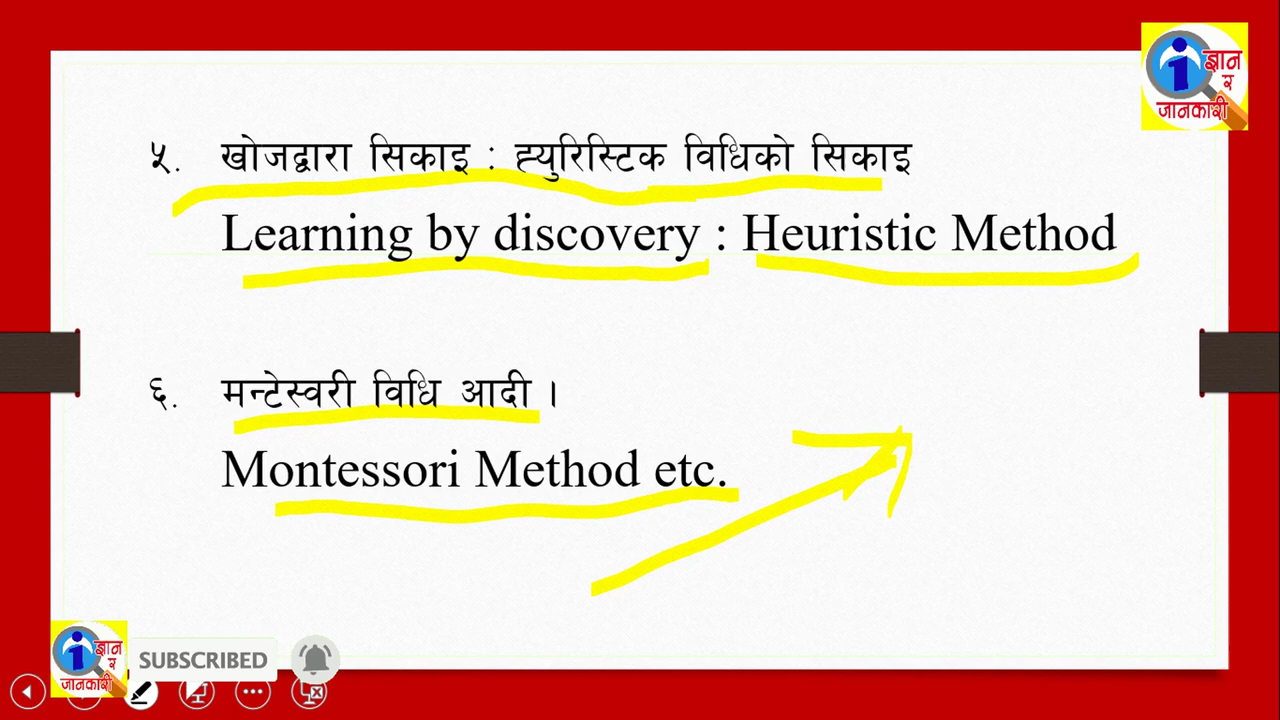 ज्ञान
र
जानकारी
५. खोजद्वारा सिकाइ : ह्युरिस्टिक विधिको सिकाइ
Learning by discovery : Heuristic Method
६. मन्टेस्वरी विधि आदी ।
Montessori Method etc.
ज्ञान
र
जानकारी
SUBSCRIBED